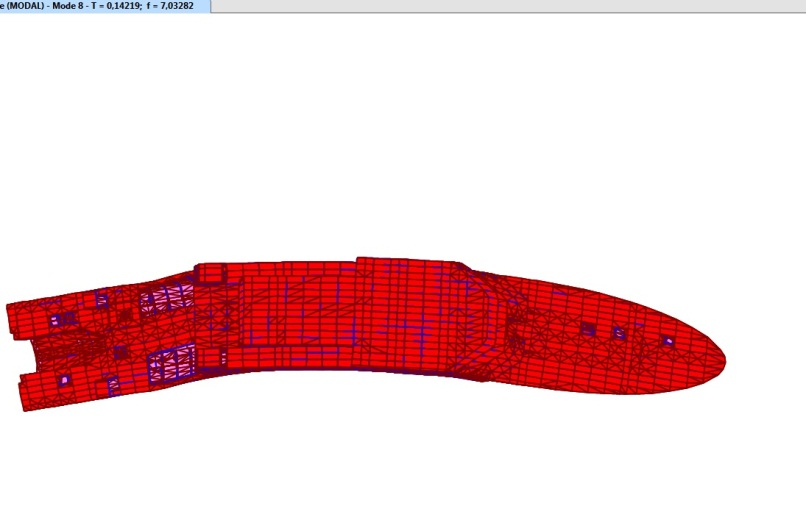 e (MODAL) - Mode 8 - T = 0,14219; f = 7,03282